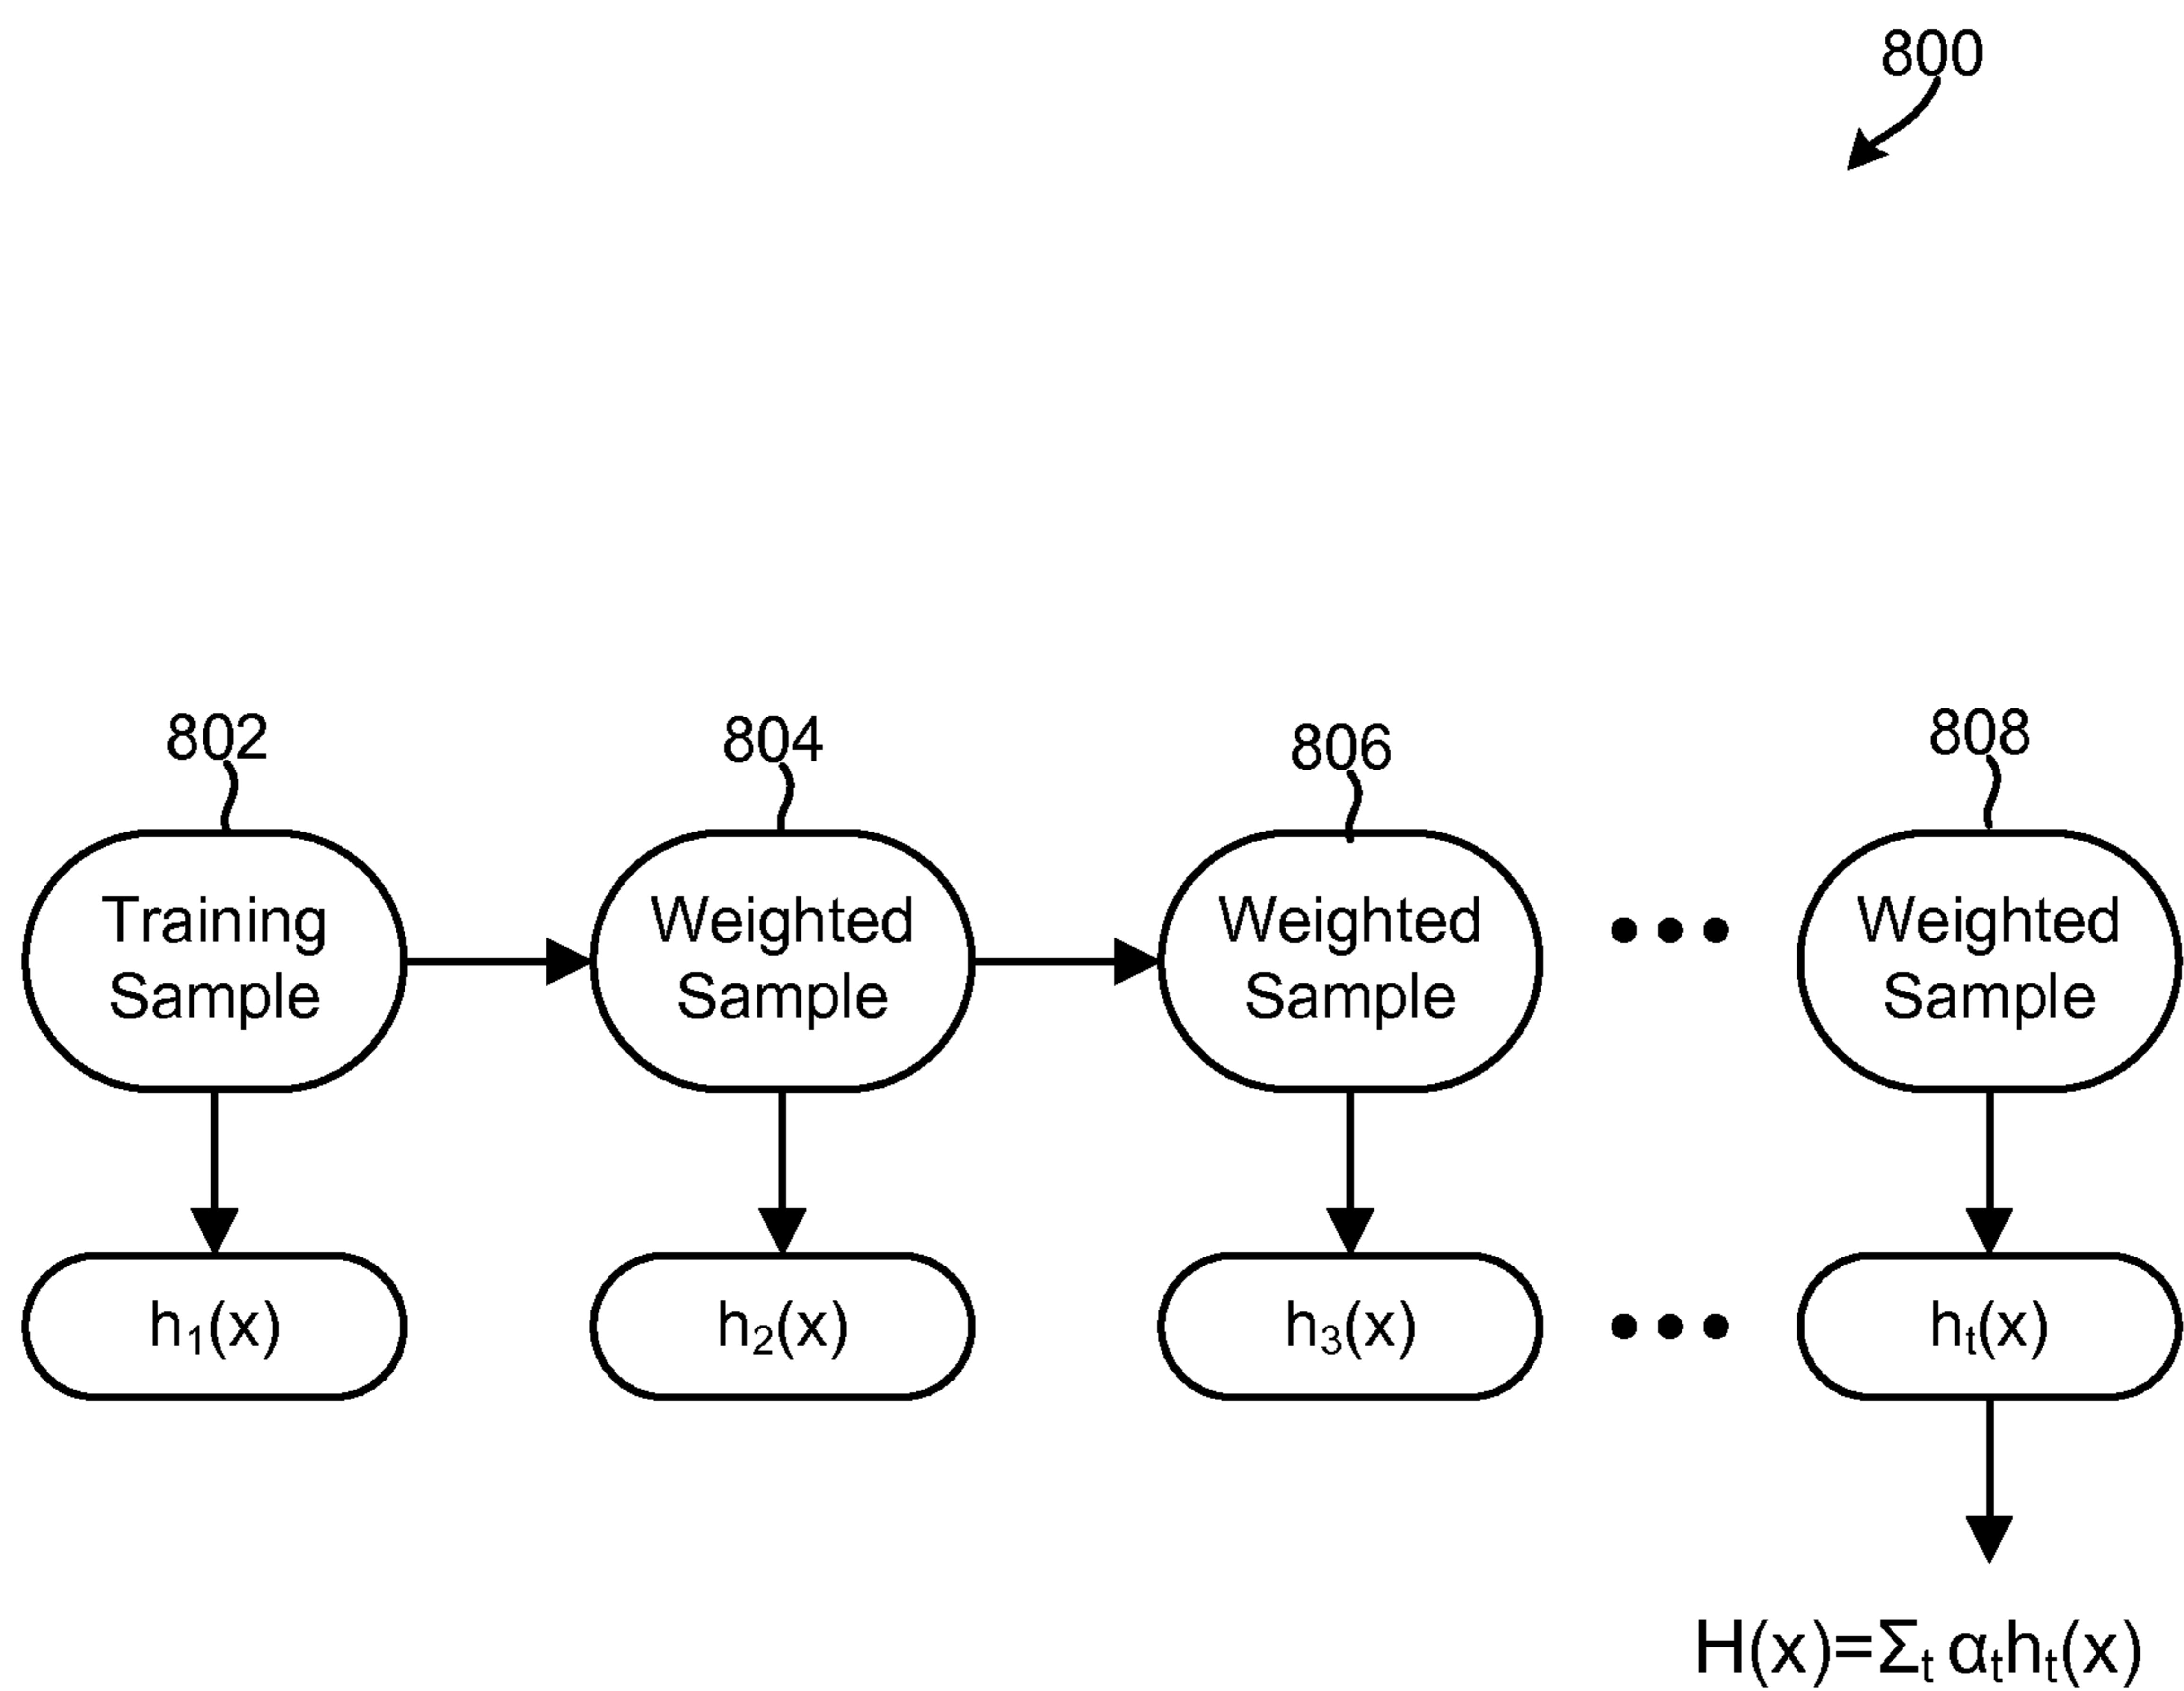 800
802
804
806
808
Training
Sample
Weighted
Sample
Weighted
Sample
Weighted
Sample
h₁(x)
h₂(x)
h₃(x)
hₜ(x)
H(x)=Σₜ αₜhₜ(x)